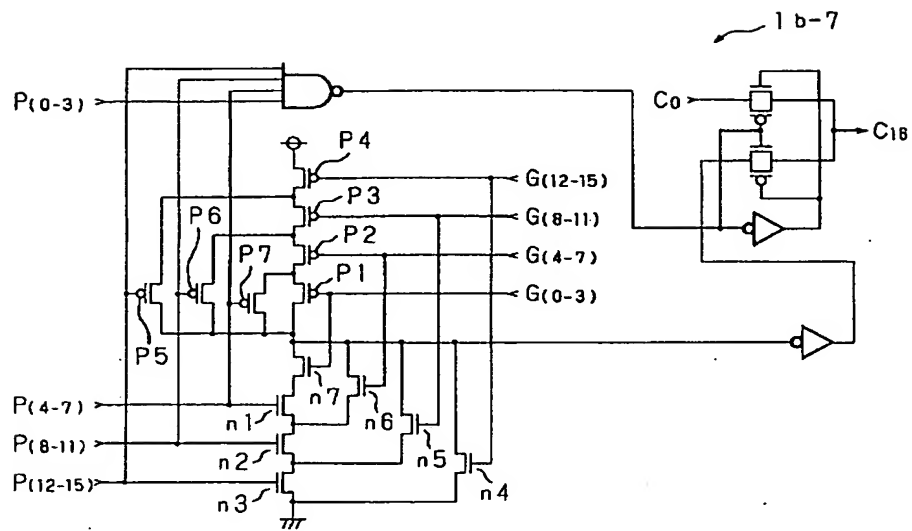 1b-7
P(0-3)
C0
C16
P4
G(12-15)
P3
G(8-11)
P6
P2
G(4-7)
P7
P1
G(0-3)
P5
n7
P(4-7)
n1
n6
P(8-11)
n2
n5
P(12-15)
n3
n4